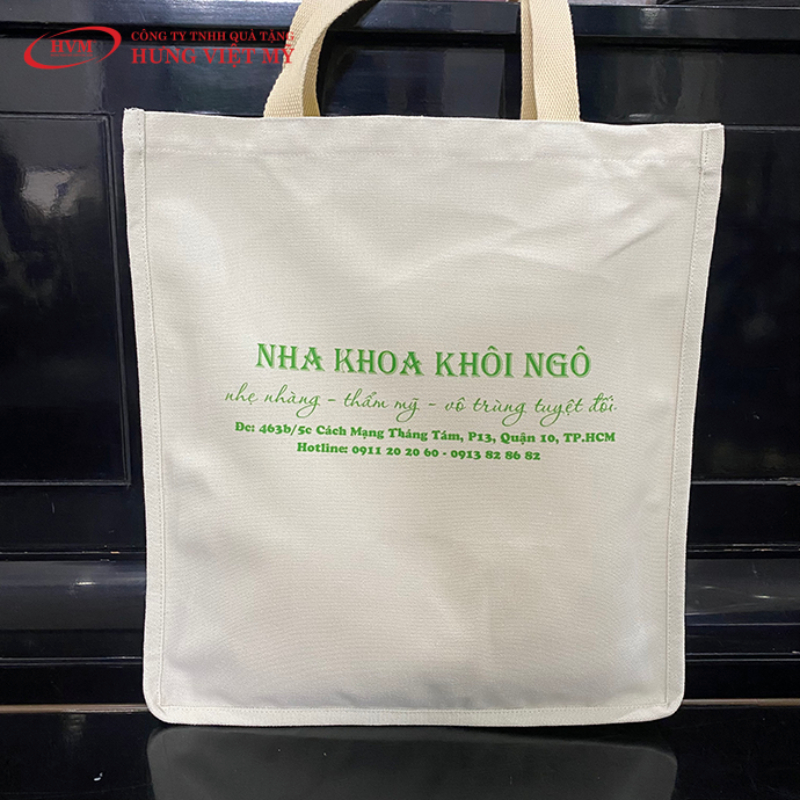 HVM
CÔNG TY TNHH QUÀ TẶNG
HƯNG VIỆT MỸ
NHA KHOA KHÔI NGÔ
nhẹ nhàng - thẩm mỹ - vô trùng tuyệt đối.
Đc: 463b/5c Cách Mạng Tháng Tám, P13, Quận 10, TP.HCM
Hotline: 0911 20 20 60 - 0913 82 86 82